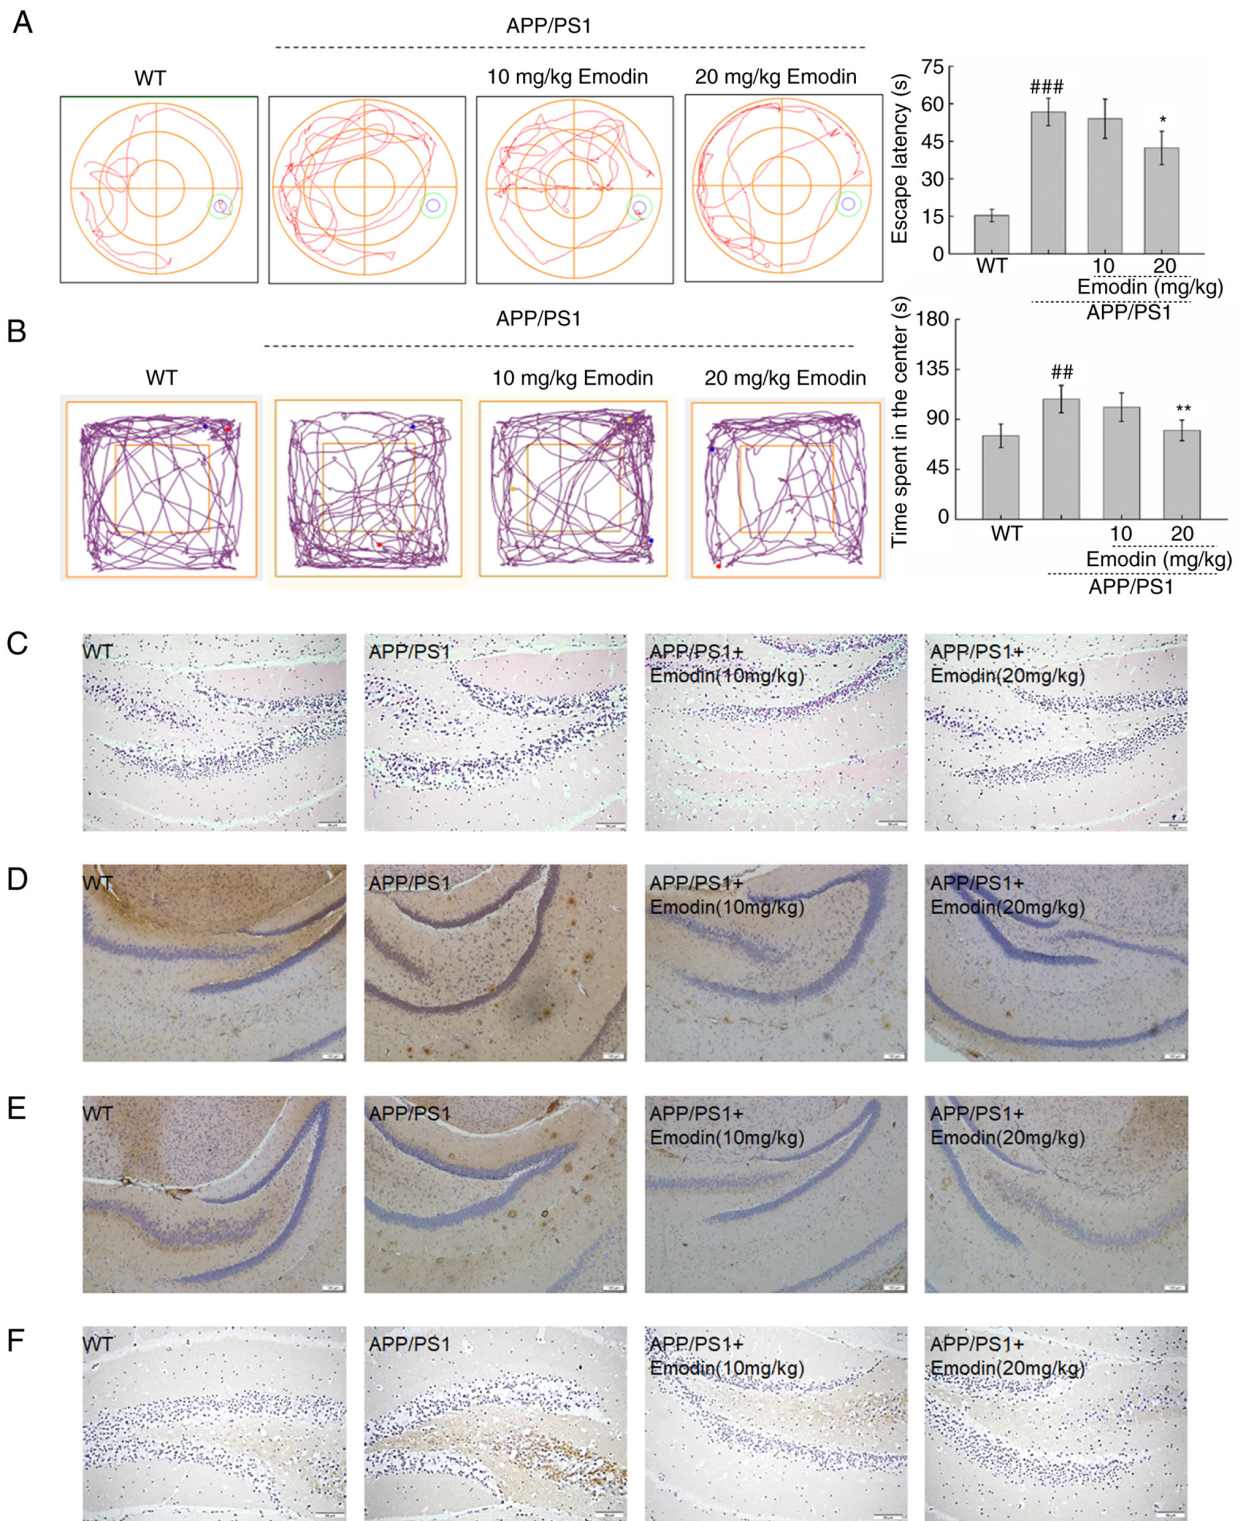 A
APP/PS1
WT
10 mg/kg Emodin
20 mg/kg Emodin
Escape latency (s)
75
60
45
30
15
0
###
*
WT
10
20
Emodin (mg/kg)
APP/PS1
B
APP/PS1
WT
10 mg/kg Emodin
20 mg/kg Emodin
Time spent in the center (s)
180
135
90
45
0
##
**
WT
10
20
Emodin (mg/kg)
APP/PS1
C
WT
APP/PS1
APP/PS1+
Emodin(10mg/kg)
APP/PS1+
Emodin(20mg/kg)
D
WT
APP/PS1
APP/PS1+
Emodin(10mg/kg)
APP/PS1+
Emodin(20mg/kg)
E
WT
APP/PS1
APP/PS1+
Emodin(10mg/kg)
APP/PS1+
Emodin(20mg/kg)
F
WT
APP/PS1
APP/PS1+
Emodin(10mg/kg)
APP/PS1+
Emodin(20mg/kg)